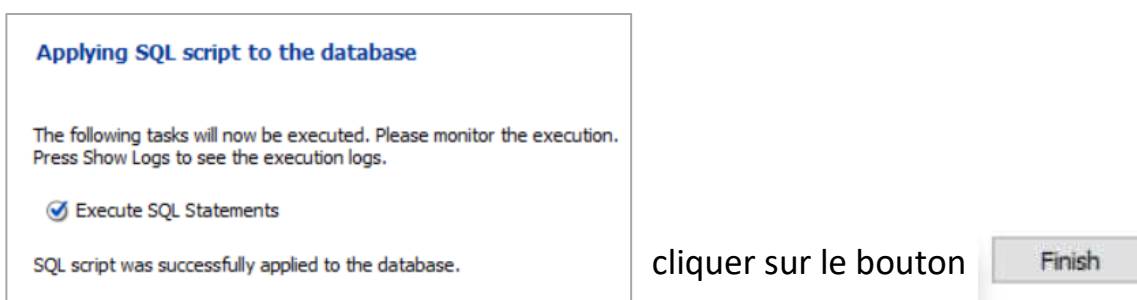 Applying SQL script to the database
The following tasks will now be executed. Please monitor the execution.
Press Show Logs to see the execution logs.
Execute SQL Statements
SQL script was successfully applied to the database.
cliquer sur le bouton Finish